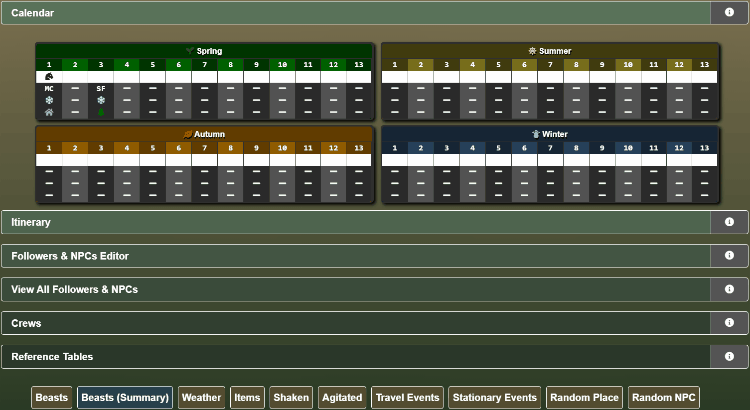 Calendar
Spring
1 2 3 4 5 6 7 8 9 10 11 12 13
MC — SF — — — — — — — — — —
— — — — — — — — — — —
— — — — — — — — — — —
Summer
1 2 3 4 5 6 7 8 9 10 11 12 13
— — — — — — — — — — — — —
— — — — — — — — — — — — —
— — — — — — — — — — — — —
Autumn
1 2 3 4 5 6 7 8 9 10 11 12 13
— — — — — — — — — — — — —
— — — — — — — — — — — — —
— — — — — — — — — — — — —
Winter
1 2 3 4 5 6 7 8 9 10 11 12 13
— — — — — — — — — — — — —
— — — — — — — — — — — — —
— — — — — — — — — — — — —
Itinerary
Followers & NPCs Editor
View All Followers & NPCs
Crews
Reference Tables
Beasts Beasts (Summary) Weather Items Shaken Agitated Travel Events Stationary Events Random Place Random NPC